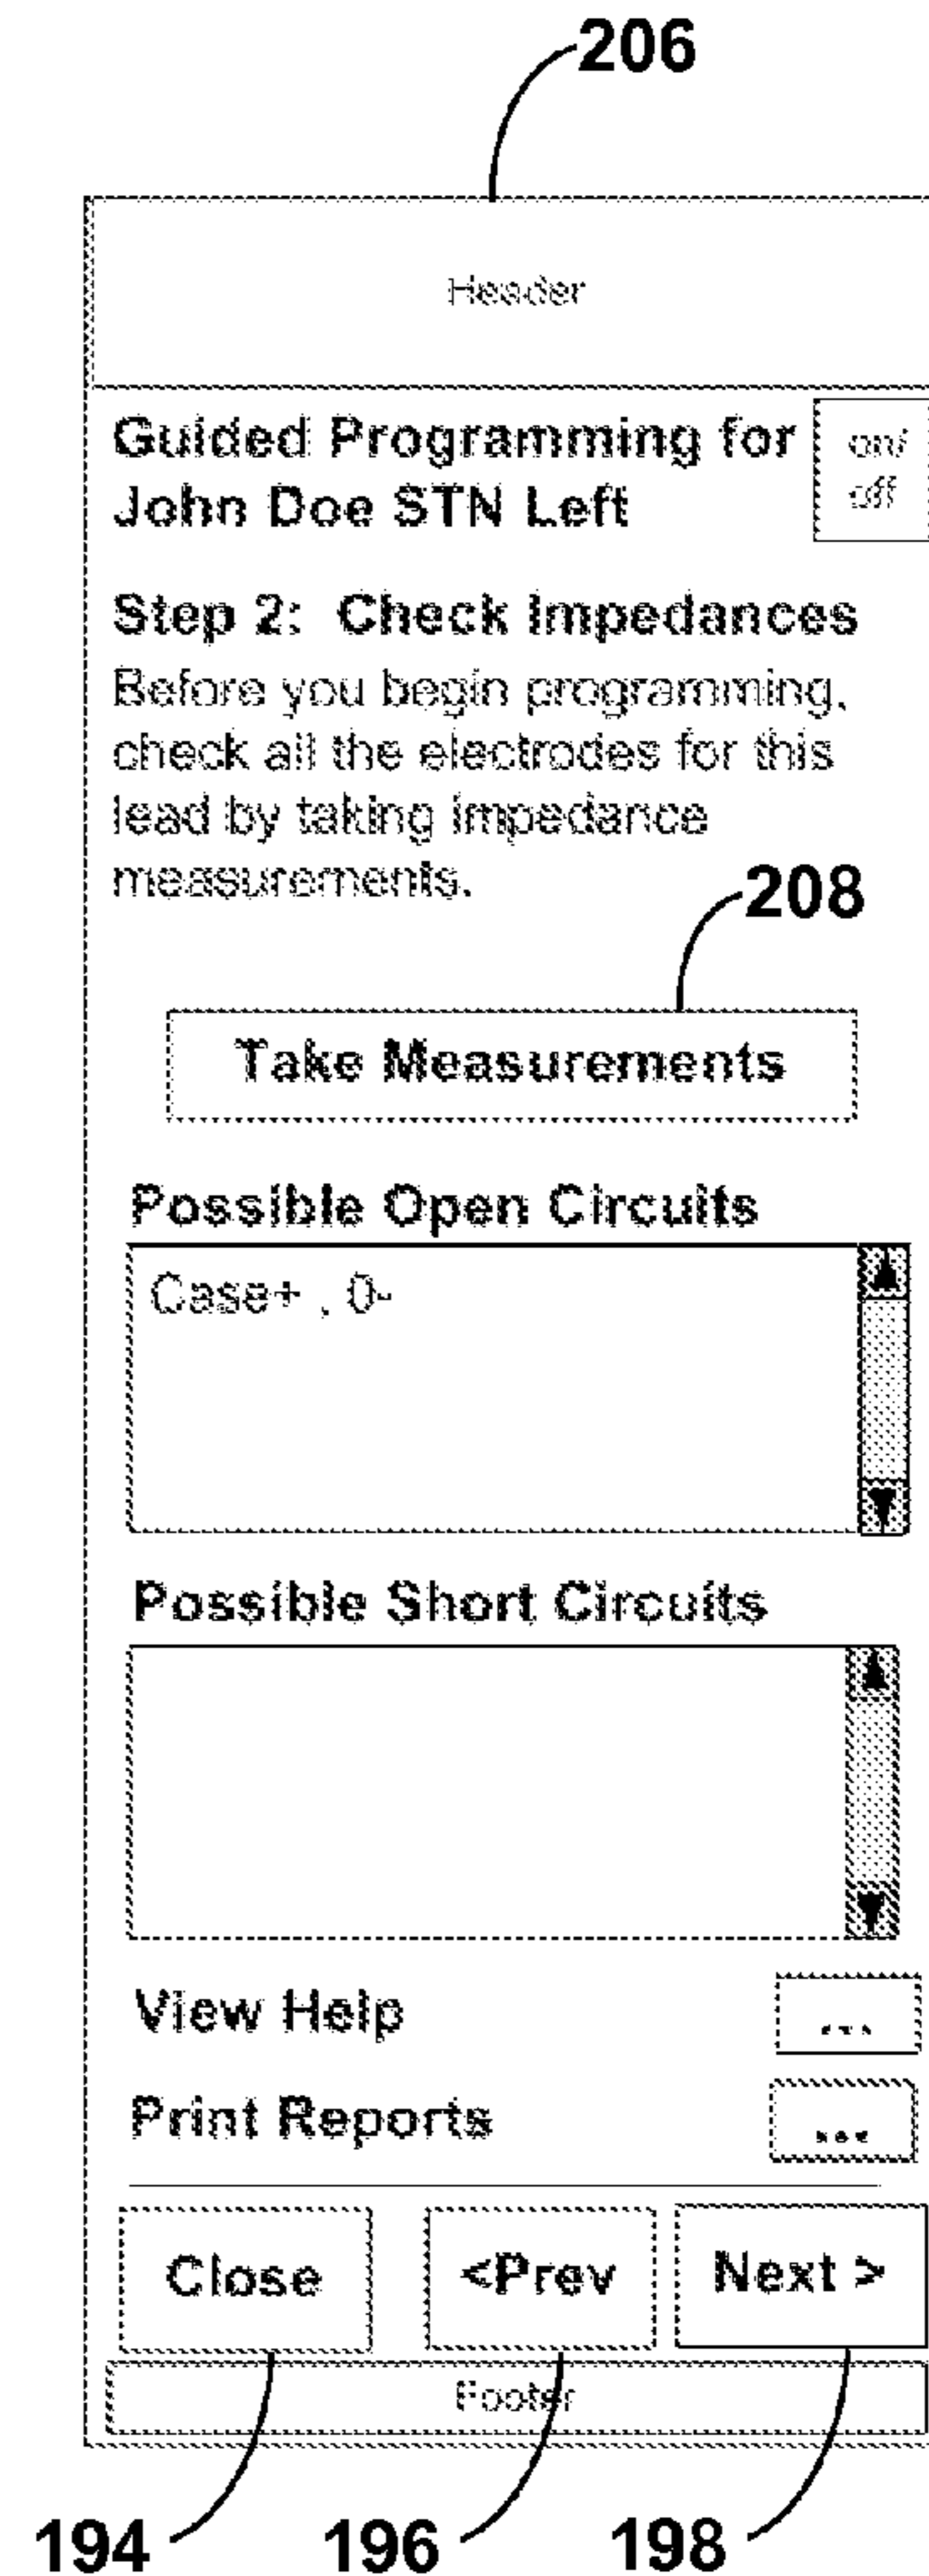 206
Header
Guided Programming for
on/
off
John Doe STN Left
Step 2: Check Impedances
Before you begin programming,
check all the electrodes for this
lead by taking impedance
measurements.
208
Take Measurements
Possible Open Circuits
Case+ , 0-
Possible Short Circuits
View Help ...
Print Reports ...
Close <Prev Next >
Footer
194 196 198